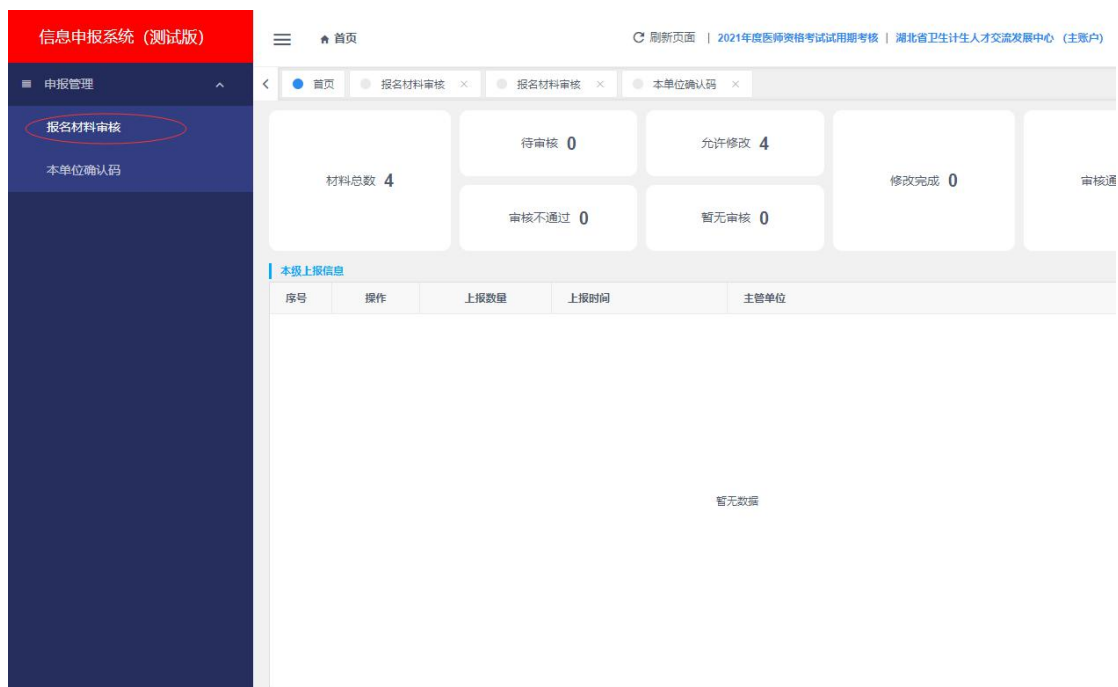 信息申报系统（测试版）
首页
刷新页面 | 2021年度医师资格考试试用期考核 | 湖北省卫生计生人才交流发展中心 （主账户）
申报管理
报名材料审核
本单位确认码
首页 报名材料审核 × 报名材料审核 × 本单位确认码 ×
材料总数 4
待审核 0
允许修改 4
审核不通过 0
暂无审核 0
修改完成 0
审核通
本级上报信息
序号 操作 上报数量 上报时间 主管单位
暂无数据